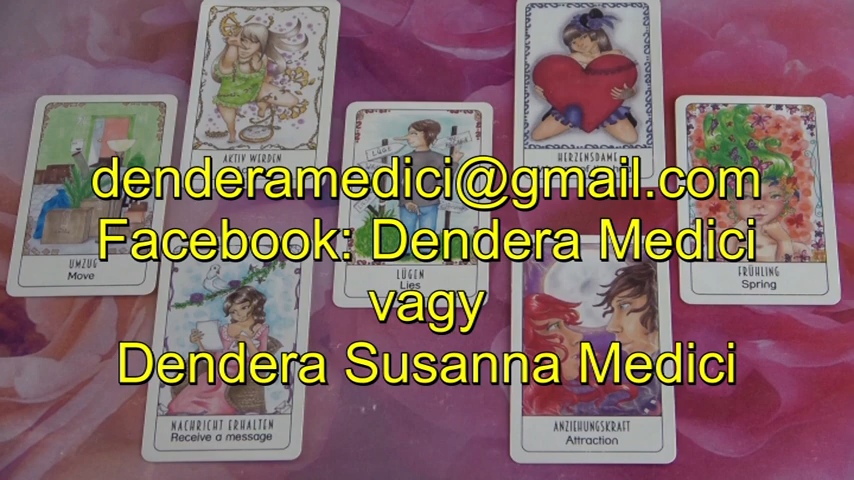 AKTIV WERDEN
HERZENSDAME
denderamedici@gmail.com
Facebook: Dendera Medici
vagy
Dendera Susanna Medici
UMZUG
Move
LÜGEN
Lies
FRÜHLING
Spring
NACHRICHT ERHALTEN
Receive a message
ANZIEHUNGSKRAFT
Attraction